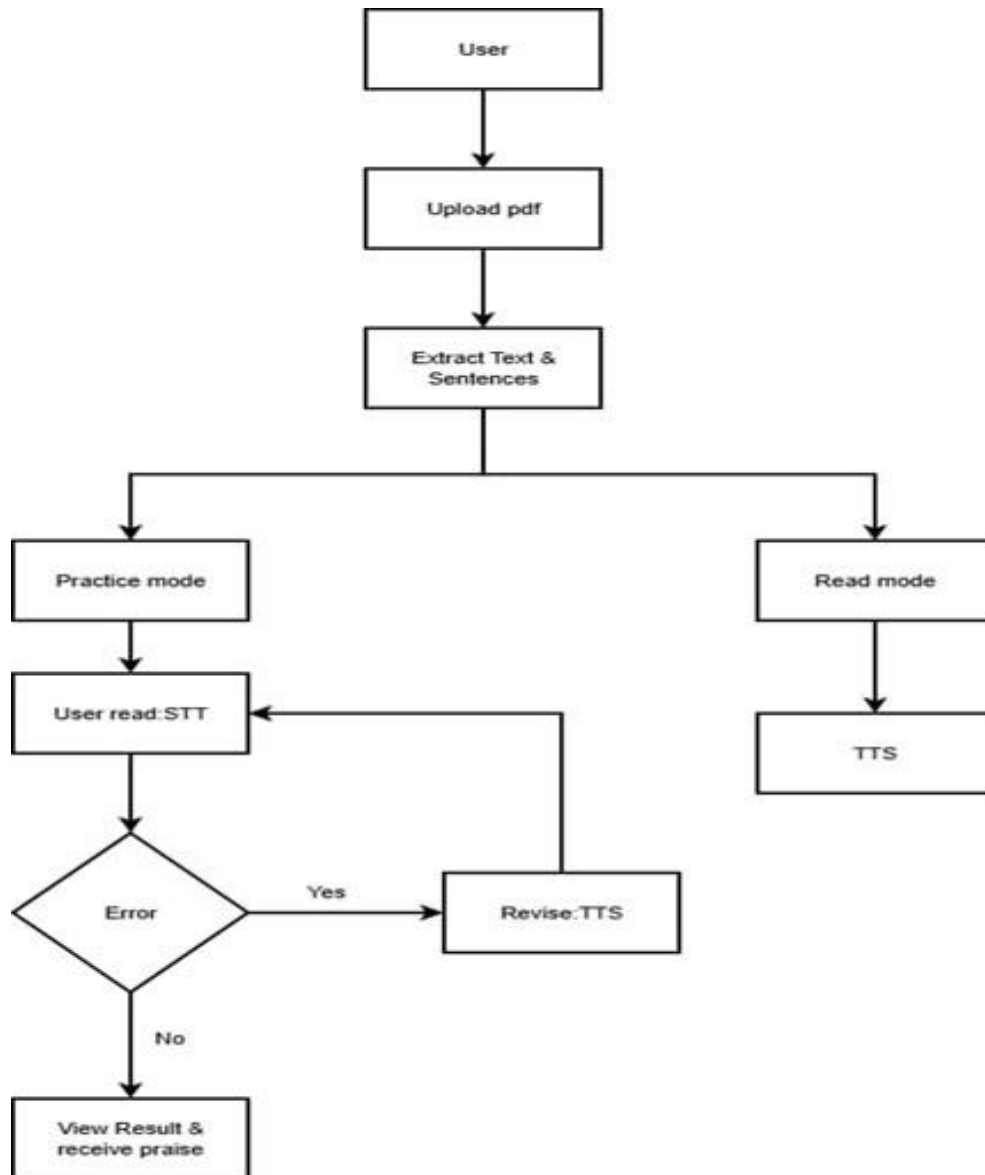 User
Upload pdf
Extract Text &
Sentences
Practice mode
Read mode
User read:STT
TTS
Error
Yes
Revise:TTS
No
View Result &
receive praise